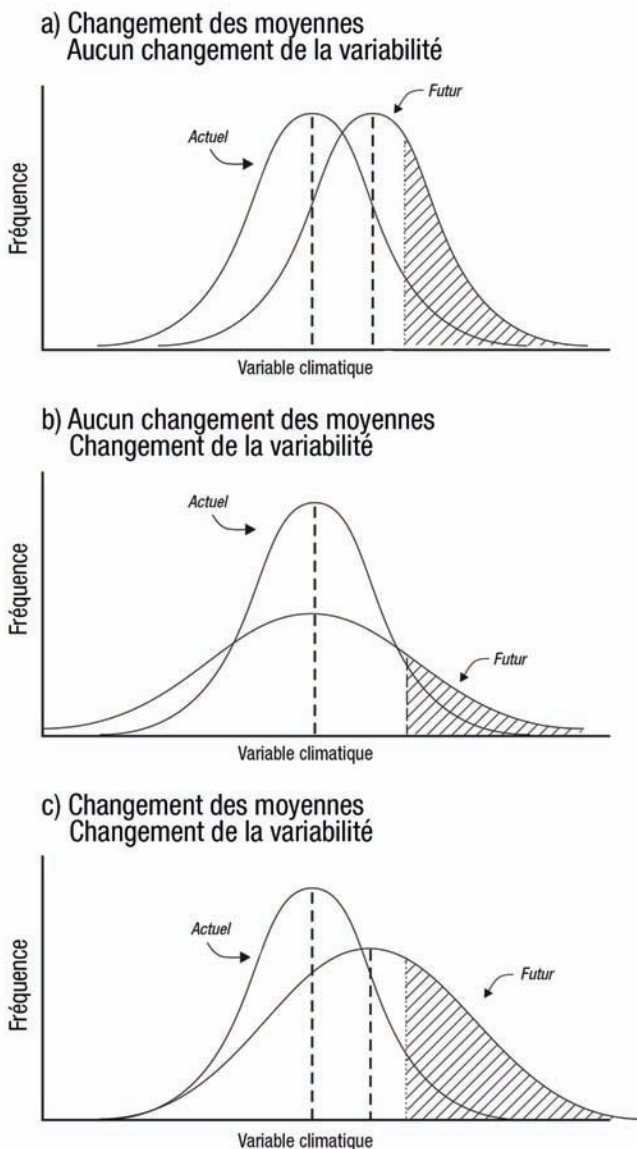 a) Changement des moyennes
Aucun changement de la variabilité
Futur
Actuel
Fréquence
Variable climatique
b) Aucun changement des moyennes
Changement de la variabilité
Actuel
Fréquence
Futur
Variable climatique
c) Changement des moyennes
Changement de la variabilité
Actuel
Futur
Fréquence
Variable climatique